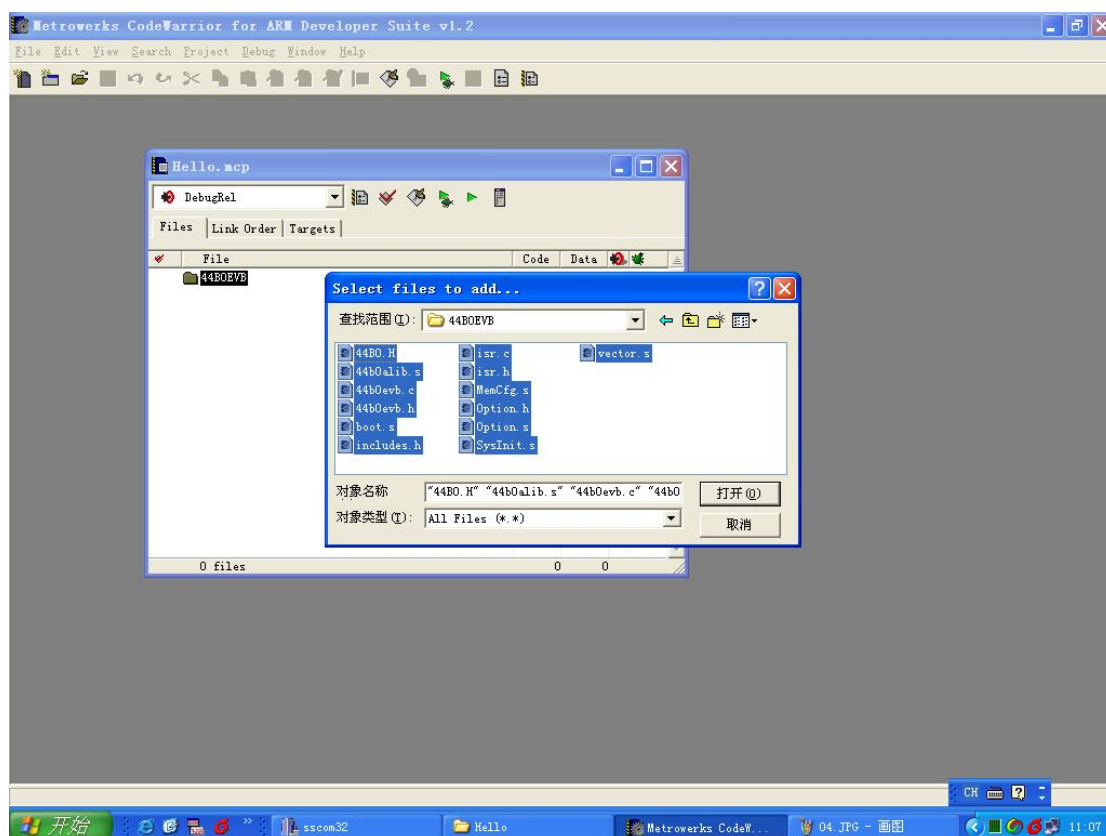 Metrowerks CodeWarrior for ARM Developer Suite v1.2
File Edit View Search Project Debug Window Help
Hello.mcp
DebugRel
Files Link Order Targets
File Code Data
44B0EVB
Select files to add...
查找范围(I): 44B0EVB
44B0.H isr.c vector.s
44b0alib.s isr.h
44b0evb.c MemCfg.s
44b0evb.h Option.h
boot.s Option.s
includes.h SysInit.s
对象名称 "44B0.H" "44b0alib.s" "44b0evb.c" "44b0 打开(O)
对象类型(T): All Files (*.*) 取消
0 files 0 0
CH
开始 sscom32 Hello Metrowerks CodeW... 04.JPG - 画图 11:07